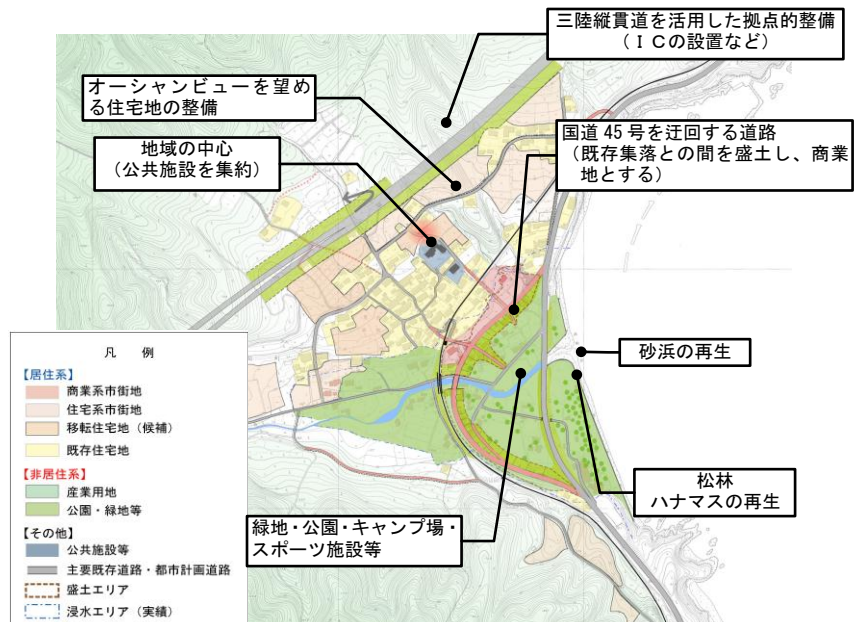 三陸縦貫道を活用した拠点的整備
（ＩＣの設置など）
オーシャンビューを望め
る住宅地の整備
国道 45 号を迂回する道路
（既存集落との間を盛土し、商業
地とする）
地域の中心
（公共施設を集約）
砂浜の再生
松林
ハナマスの再生
緑地・公園・キャンプ場・
スポーツ施設等
凡　例
【居住系】
商業系市街地
住宅系市街地
移転住宅地（候補）
既存住宅地
【非居住系】
産業用地
公園・緑地等
【その他】
公共施設等
主要既存道路・都市計画道路
盛土エリア
浸水エリア（実績）